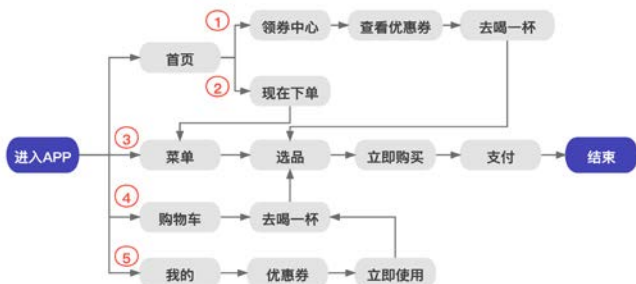 ① 领券中心 查看优惠券 去喝一杯
首页
② 现在下单
进入APP ③ 菜单 选品 立即购买 支付 结束
④ 购物车 去喝一杯
⑤ 我的 优惠券 立即使用